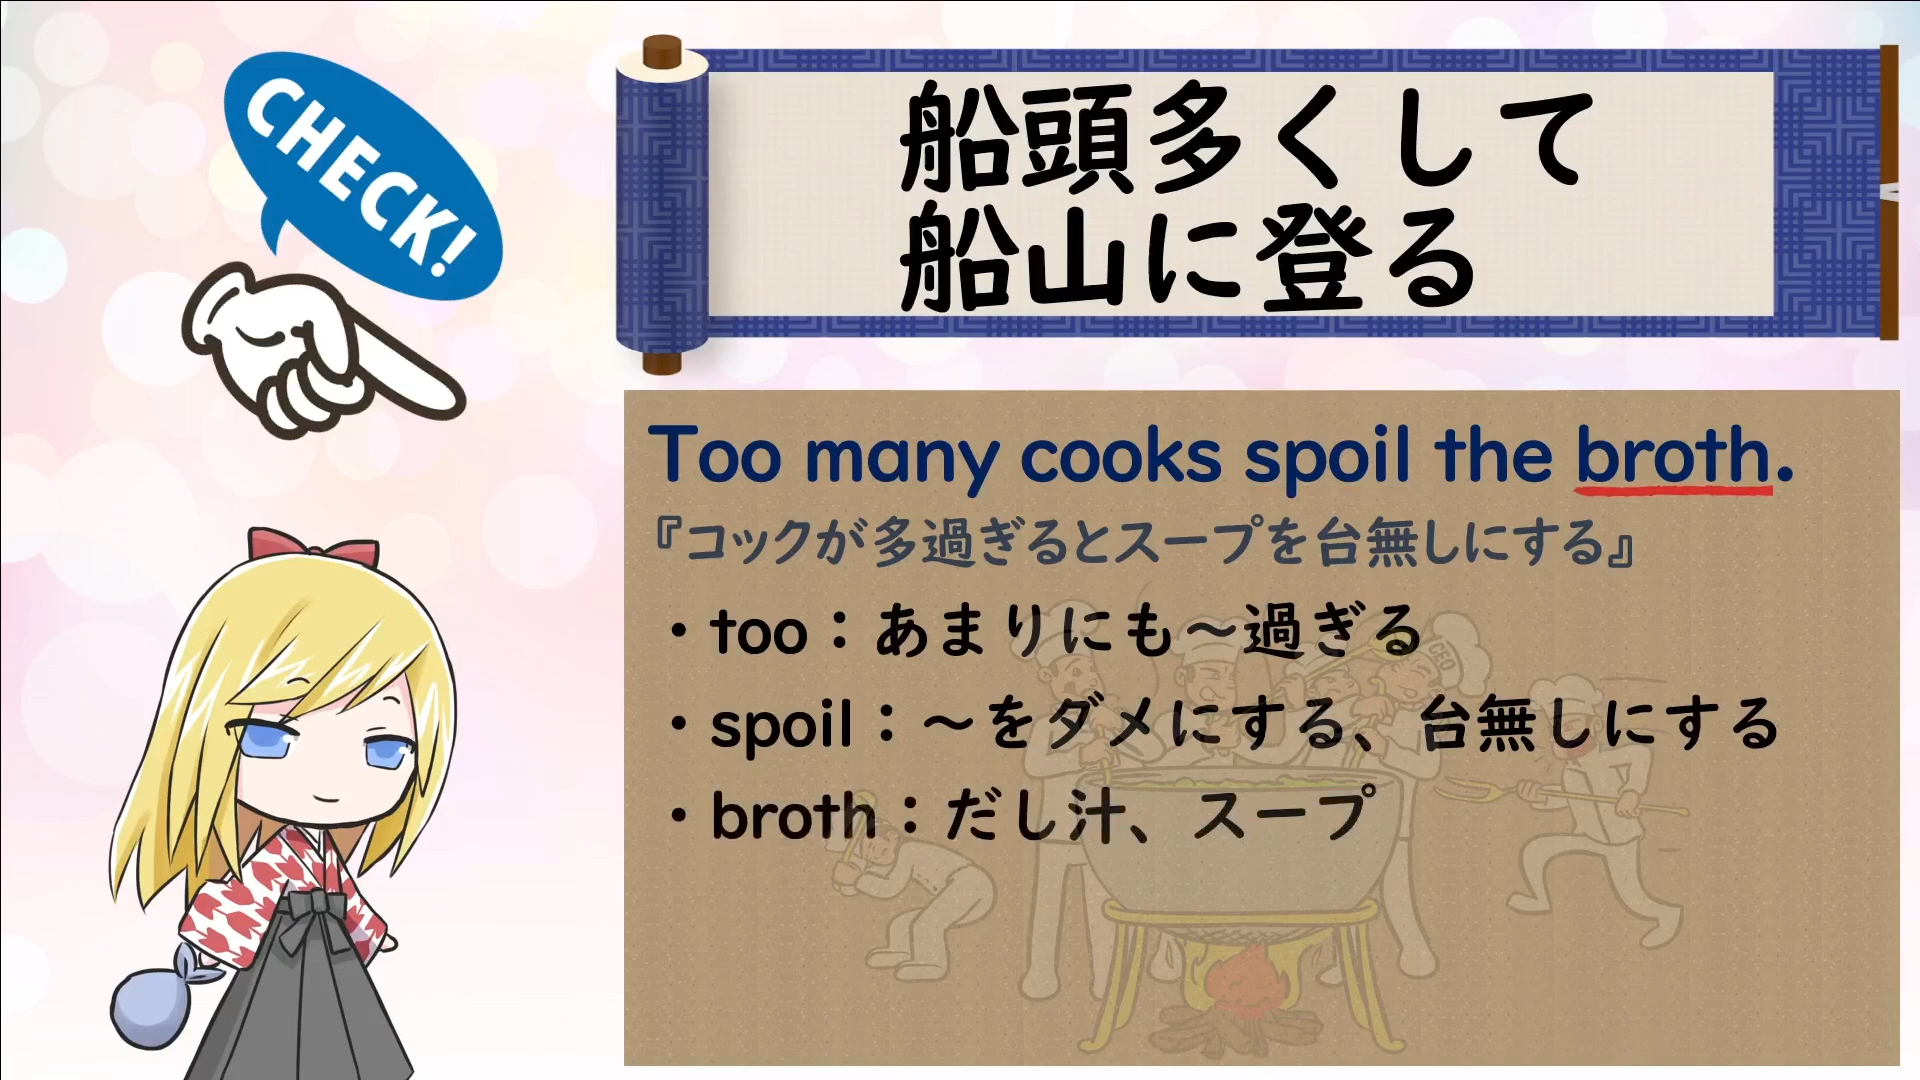 CHECK!
船頭多くして
船山に登る
Too many cooks spoil the broth.
『コックが多過ぎるとスープを台無しにする』
・too：あまりにも～過ぎる
・spoil：～をダメにする、台無しにする
・broth：だし汁、スープ
CEO